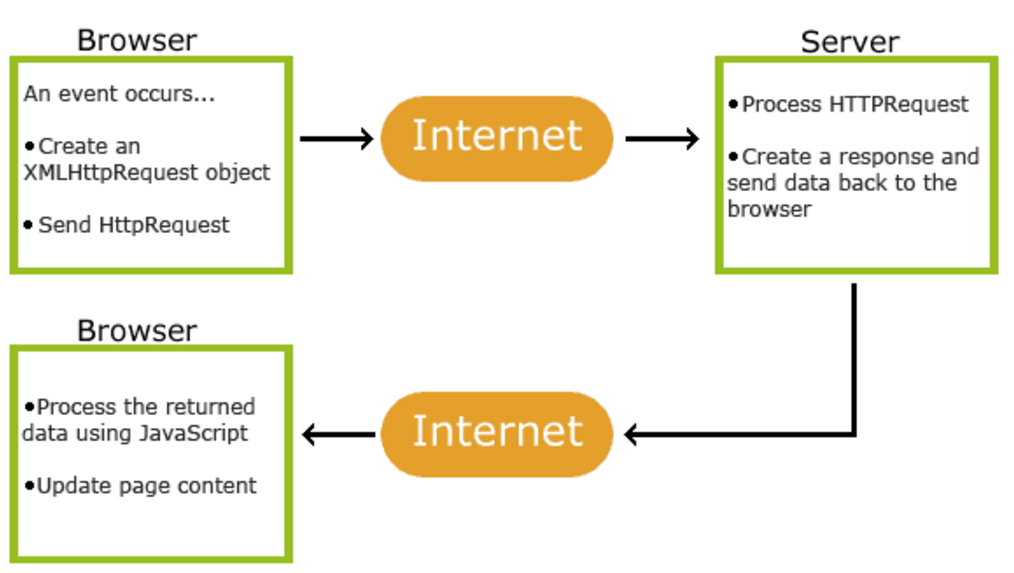 Browser
An event occurs...
•Create an
XMLHttpRequest object
• Send HttpRequest
Internet
Server
•Process HTTPRequest
•Create a response and
send data back to the
browser
Browser
•Process the returned
data using JavaScript
•Update page content
Internet